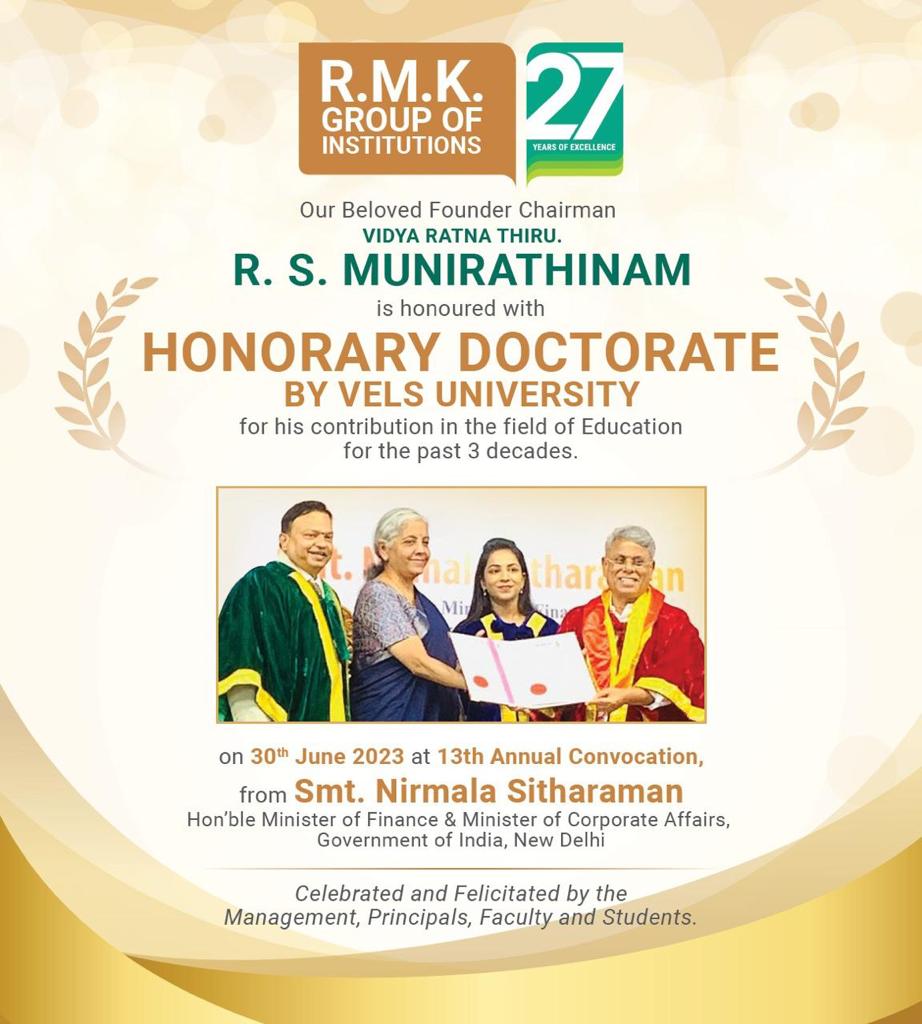 R.M.K.
GROUP OF
INSTITUTIONS
27
YEARS OF EXCELLENCE
Our Beloved Founder Chairman
VIDYA RATNA THIRU.
R. S. MUNIRATHINAM
is honoured with
HONORARY DOCTORATE
BY VELS UNIVERSITY
for his contribution in the field of Education
for the past 3 decades.
on 30th June 2023 at 13th Annual Convocation,
from Smt. Nirmala Sitharaman
Hon'ble Minister of Finance & Minister of Corporate Affairs,
Government of India, New Delhi
Celebrated and Felicitated by the
Management, Principals, Faculty and Students.